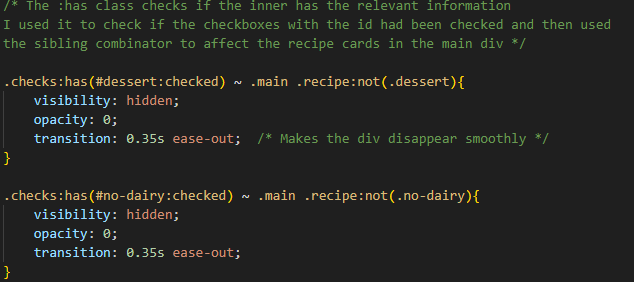 /* The :has class checks if the inner has the relevant information
I used it to check if the checkboxes with the id had been checked and then used
the sibling combinator to affect the recipe cards in the main div */

.checks:has(#dessert:checked) ~ .main .recipe:not(.dessert){
    visibility: hidden;
    opacity: 0;
    transition: 0.35s ease-out;  /* Makes the div disappear smoothly */
}

.checks:has(#no-dairy:checked) ~ .main .recipe:not(.no-dairy){
    visibility: hidden;
    opacity: 0;
    transition: 0.35s ease-out;
}